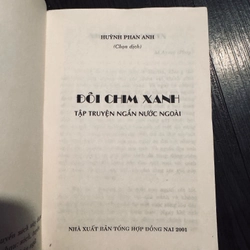 HUỲNH PHAN ANH
(Chọn dịch)
ĐÔI CHIM XANH
TẬP TRUYỆN NGẮN NƯỚC NGOÀI
NHÀ XUẤT BẢN TỔNG HỢP ĐỒNG NAI 2001